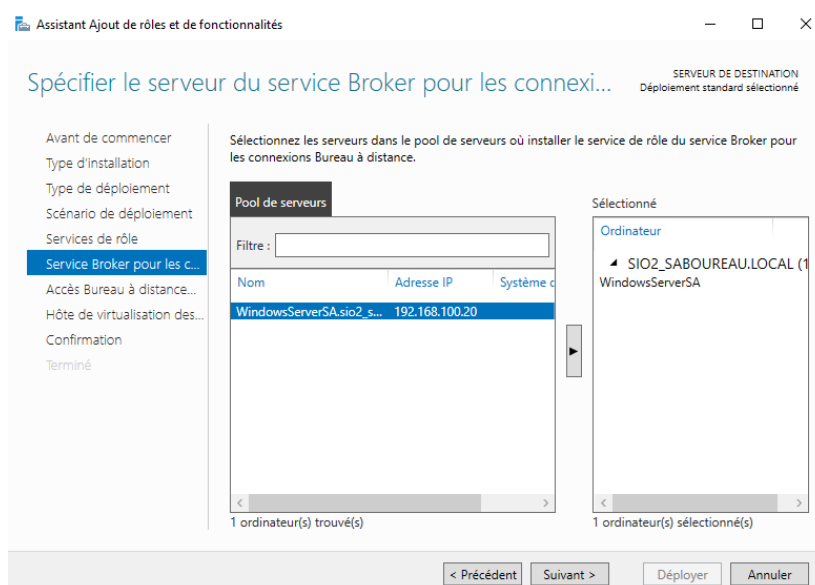 Assistant Ajout de rôles et de fonctionnalités
Spécifier le serveur du service Broker pour les connexi...
SERVEUR DE DESTINATION
Déploiement standard sélectionné
Avant de commencer
Type d'installation
Type de déploiement
Scénario de déploiement
Services de rôle
Service Broker pour les c...
Accès Bureau à distance...
Hôte de virtualisation des...
Confirmation
Terminé
Sélectionnez les serveurs dans le pool de serveurs où installer le service de rôle du service Broker pour
les connexions Bureau à distance.
Pool de serveurs
Filtre :
Nom Adresse IP Système d
WindowsServerSA.sio2_s... 192.168.100.20
1 ordinateur(s) trouvé(s)
Sélectionné
Ordinateur
SIO2_SABOUREAU.LOCAL (1
WindowsServerSA
1 ordinateur(s) sélectionné(s)
< Précédent Suivant > Déployer Annuler